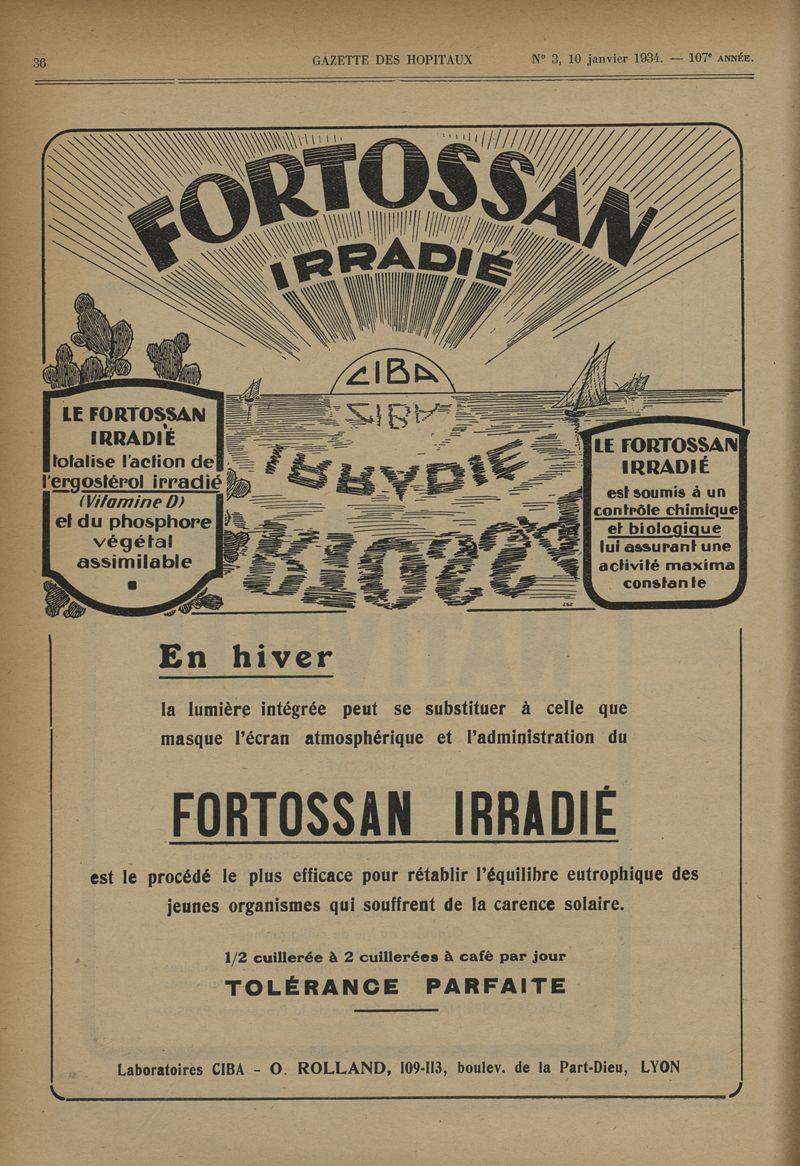 36
GAZETTE DES HOPITAUX
N° 3, 10 janvier 1934. — 107e ANNÉE.
FORTOSSAN
IRRADIÉ
CIBA
CIBA
IRRADIÉ
LE FORTOSSAN
IRRADIÉ
totalise l'action de
l'ergostérol irradié
(Vitamine D)
et du phosphore
végétal
assimilable
LE FORTOSSAN
IRRADIÉ
est soumis à un
contrôle chimique
et biologique
lui assurant une
activité maxima
constante
En hiver
la lumière intégrée peut se substituer à celle que
masque l'écran atmosphérique et l'administration du
FORTOSSAN IRRADIÉ
est le procédé le plus efficace pour rétablir l'équilibre eutrophique des
jeunes organismes qui souffrent de la carence solaire.
1/2 cuillerée à 2 cuillerées à café par jour
TOLÉRANCE PARFAITE
Laboratoires CIBA - O. ROLLAND, 109-113, boulev. de la Part-Dieu, LYON